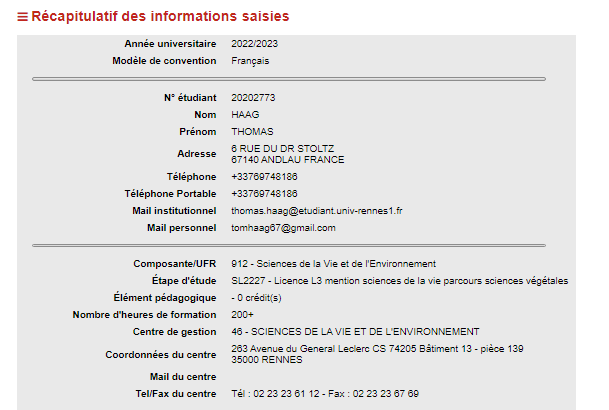 Récapitulatif des informations saisies
Année universitaire 2022/2023
Modèle de convention Français
N° étudiant 20202773
Nom HAAG
Prénom THOMAS
Adresse 6 RUE DU DR STOLTZ
67140 ANDLAU FRANCE
Téléphone +33769748186
Téléphone Portable +33769748186
Mail institutionnel thomas.haag@etudiant.univ-rennes1.fr
Mail personnel tomhaag67@gmail.com
Composante/UFR 912 - Sciences de la Vie et de l'Environnement
Étape d'étude SL2227 - Licence L3 mention sciences de la vie parcours sciences végétales
Élément pédagogique - 0 crédit(s)
Nombre d'heures de formation 200+
Centre de gestion 46 - SCIENCES DE LA VIE ET DE L'ENVIRONNEMENT
Coordonnées du centre 263 Avenue du General Leclerc CS 74205 Bâtiment 13 - pièce 139
35000 RENNES
Mail du centre
Tel/Fax du centre Tél : 02 23 23 61 12 - Fax : 02 23 23 67 69